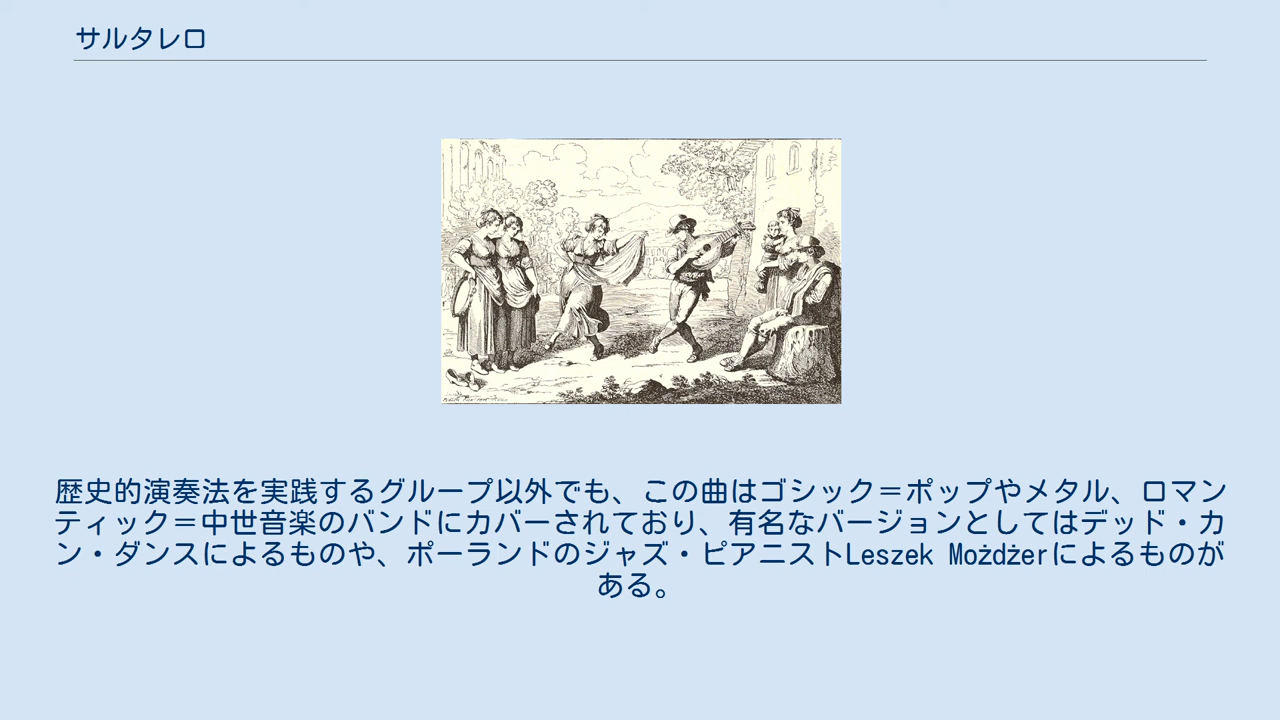 サルタレロ
歴史的演奏法を実践するグループ以外でも、この曲はゴシック＝ポップやメタル、ロマン
ティック＝中世音楽のバンドにカバーされており、有名なバージョンとしてはデッド・カ
ン・ダンスによるものや、ポーランドのジャズ・ピアニストLeszek Możdżerによるものが
ある。